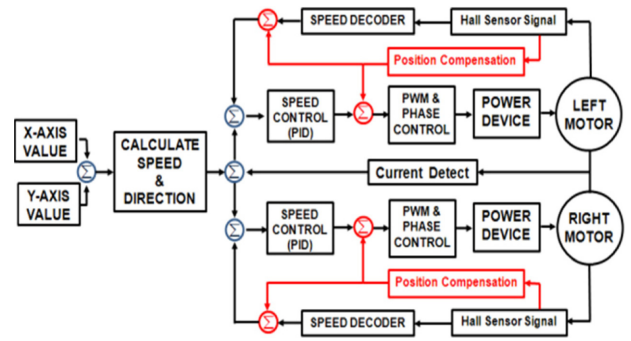 Σ
SPEED DECODER
Hall Sensor Signal
Position Compensation
Σ
SPEED
CONTROL
(PID)
Σ
PWM &
PHASE
CONTROL
POWER
DEVICE
LEFT
MOTOR
X-AXIS
VALUE
Y-AXIS
VALUE
Σ
CALCULATE
SPEED
&
DIRECTION
Σ
Current Detect
Σ
SPEED
CONTROL
(PID)
Σ
PWM &
PHASE
CONTROL
POWER
DEVICE
RIGHT
MOTOR
Position Compensation
Σ
SPEED DECODER
Hall Sensor Signal